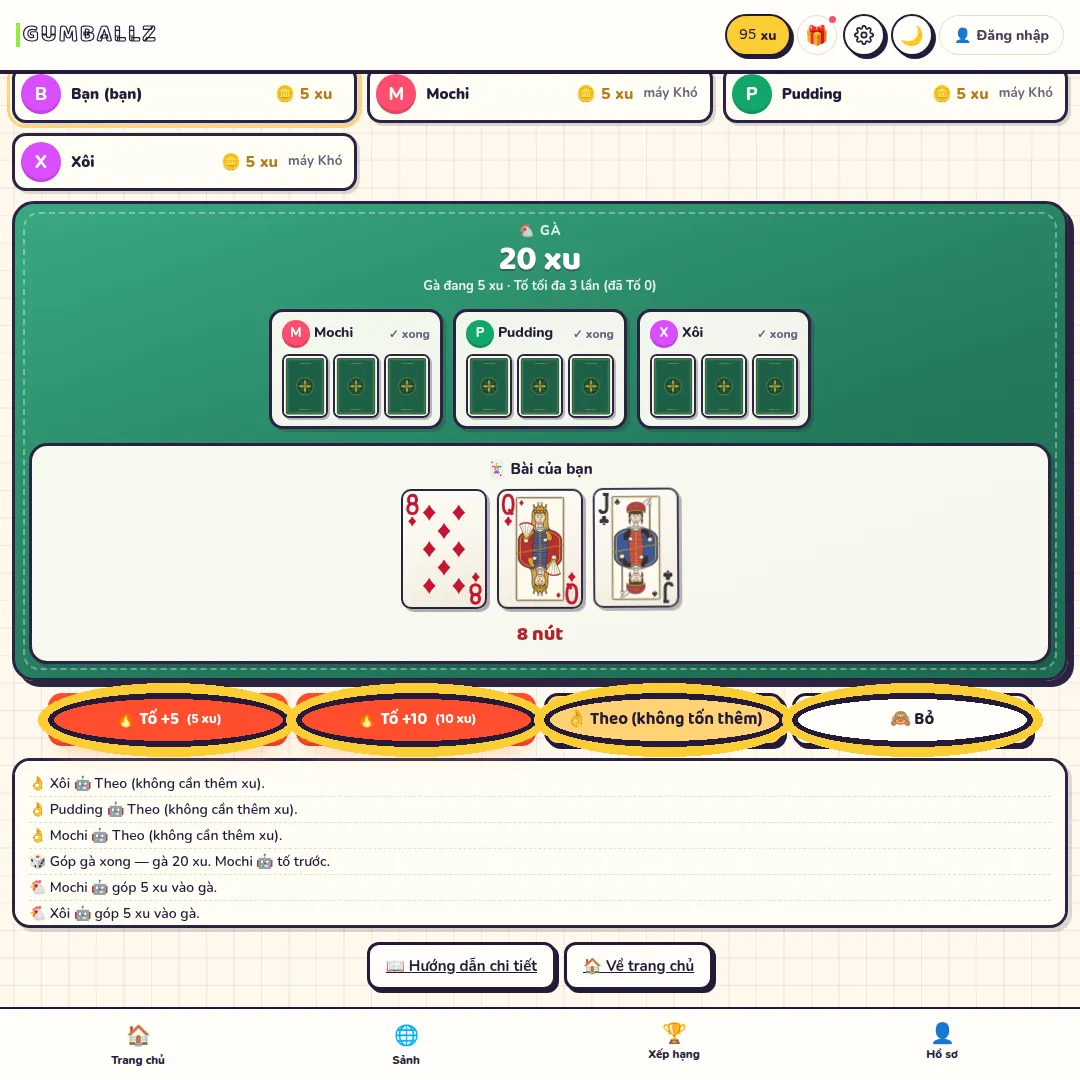 GUMBALLZ
95 xu
Đăng nhập
B Bạn (bạn) 5 xu
M Mochi 5 xu máy Khó
P Pudding 5 xu máy Khó
X Xôi 5 xu máy Khó
GÀ
20 xu
Gà đang 5 xu · Tố tối đa 3 lần (đã Tố 0)
M Mochi ✓ xong
P Pudding ✓ xong
X Xôi ✓ xong
Bài của bạn
8 Q J
8 Q J
8 nút
Tố +5 (5 xu)
Tố +10 (10 xu)
Theo (không tốn thêm)
Bỏ
Xôi Theo (không cần thêm xu).
Pudding Theo (không cần thêm xu).
Mochi Theo (không cần thêm xu).
Góp gà xong — gà 20 xu. Mochi tố trước.
Mochi góp 5 xu vào gà.
Xôi góp 5 xu vào gà.
Hướng dẫn chi tiết
Về trang chủ
Trang chủ
Sảnh
Xếp hạng
Hồ sơ